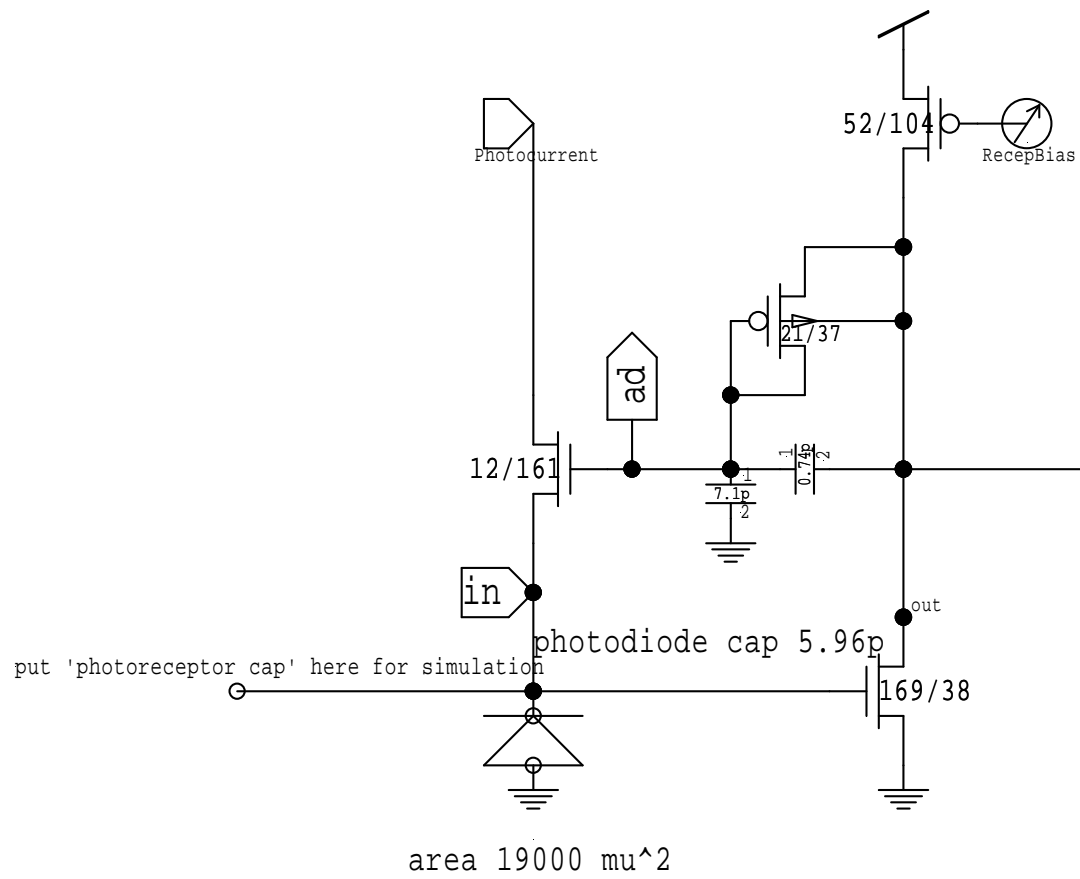 52/104
Photocurrent
RecepBias
21/37
ad
12/161
1
0.74p
2
1
7.1p
2
in
out
photodiode cap 5.96p
put 'photoreceptor cap' here for simulation
169/38
area 19000 mu^2